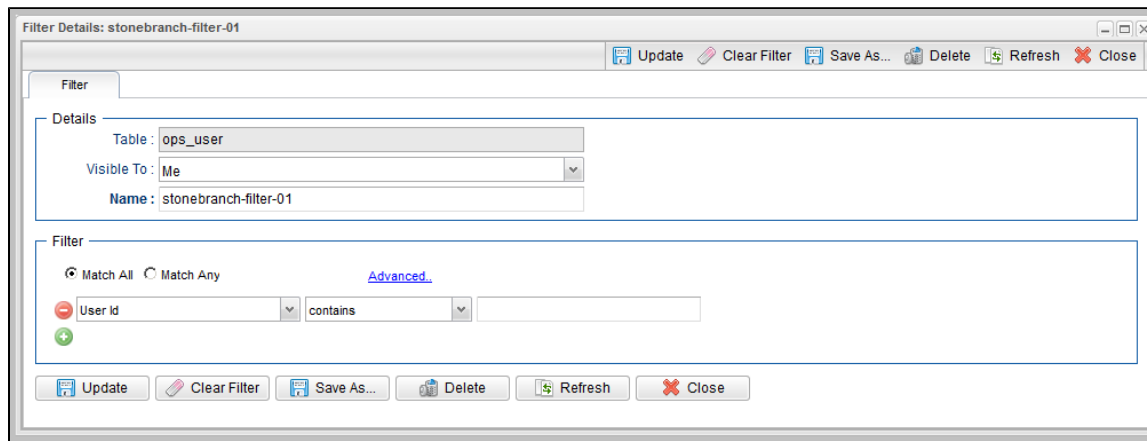 Filter Details: stonebranch-filter-01
Update Clear Filter Save As... Delete Refresh Close
Filter
Details
Table : ops_user
Visible To : Me
Name : stonebranch-filter-01
Filter
Match All Match Any Advanced..
User Id contains
Update Clear Filter Save As... Delete Refresh Close